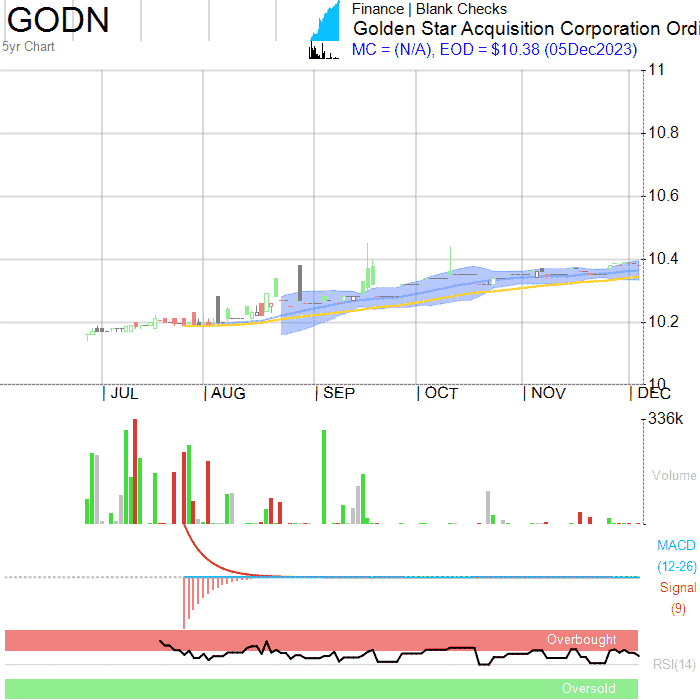 GODN
5yr Chart
Finance | Blank Checks
Golden Star Acquisition Corporation Ordi
MC = (N/A), EOD = $10.38 (05Dec2023)
11
10.8
10.6
10.4
10.2
10
JUL AUG SEP OCT NOV DEC
336k
Volume
MACD
(12-26)
Signal
(9)
Overbought
RSI(14)
Oversold